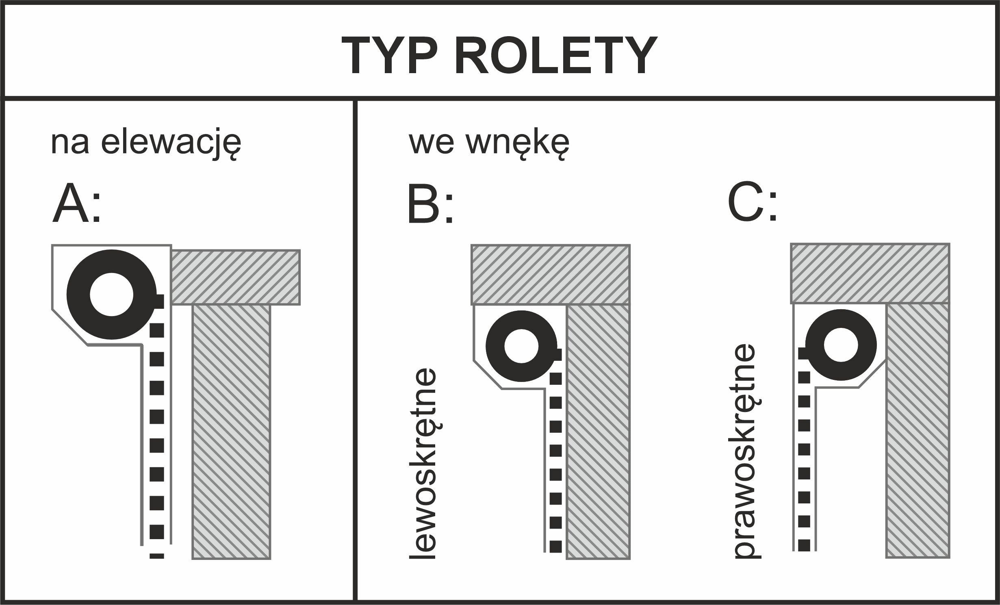 TYP ROLETY
na elewację
A:
we wnękę
B:
lewoskrętne
C:
prawoskrętne